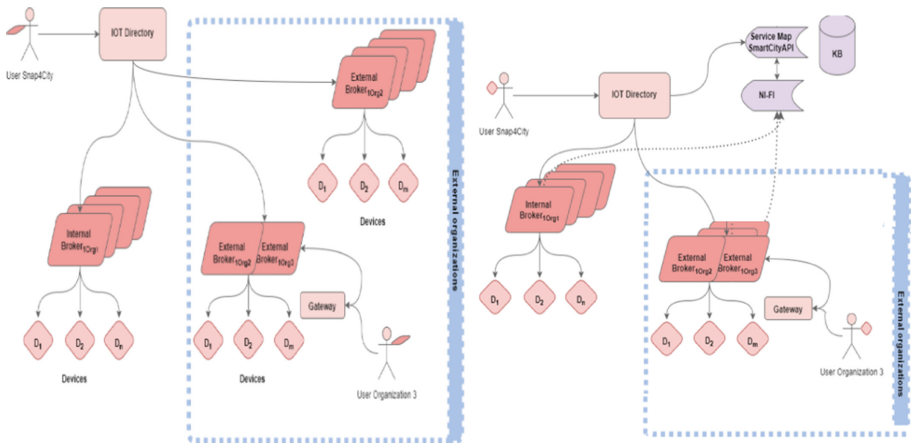 IOT Directory
User Snap4City
External
Broker1Org2
D1
D2
Dm
Devices
Internal
Broker1Org1
D1
D2
Dn
Devices
External
Broker1Org2
External
Broker1Org3
D1
D2
Dm
Devices
Gateway
User Organization 3
External organizations
Service Map
SmartCityAPI
KB
NI-FI
IOT Directory
User Snap4City
Internal
Broker1Org1
D1
D2
Dn
External
Broker1Org2
External
Broker1Org3
D1
D2
Dm
Gateway
User Organization 3
External organizations